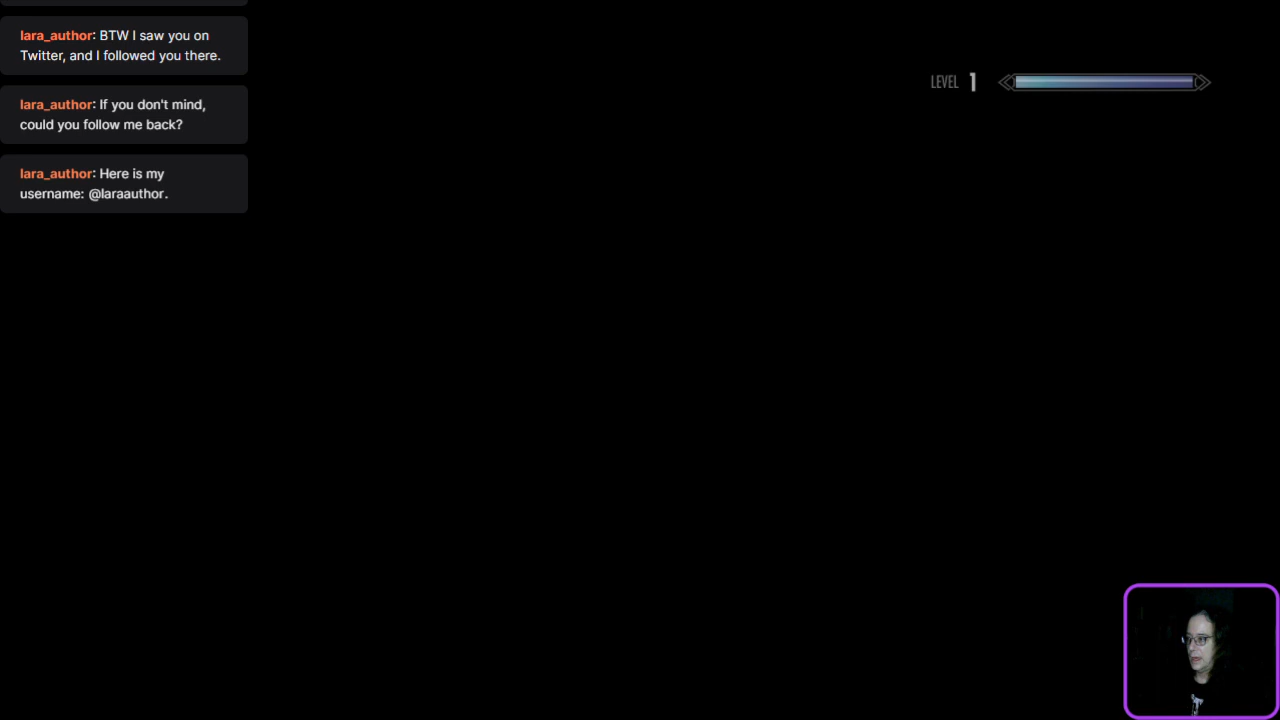 lara_author: BTW I saw you on
Twitter, and I followed you there.
lara_author: If you don't mind,
could you follow me back?
lara_author: Here is my
username: @laraauthor.
LEVEL 1